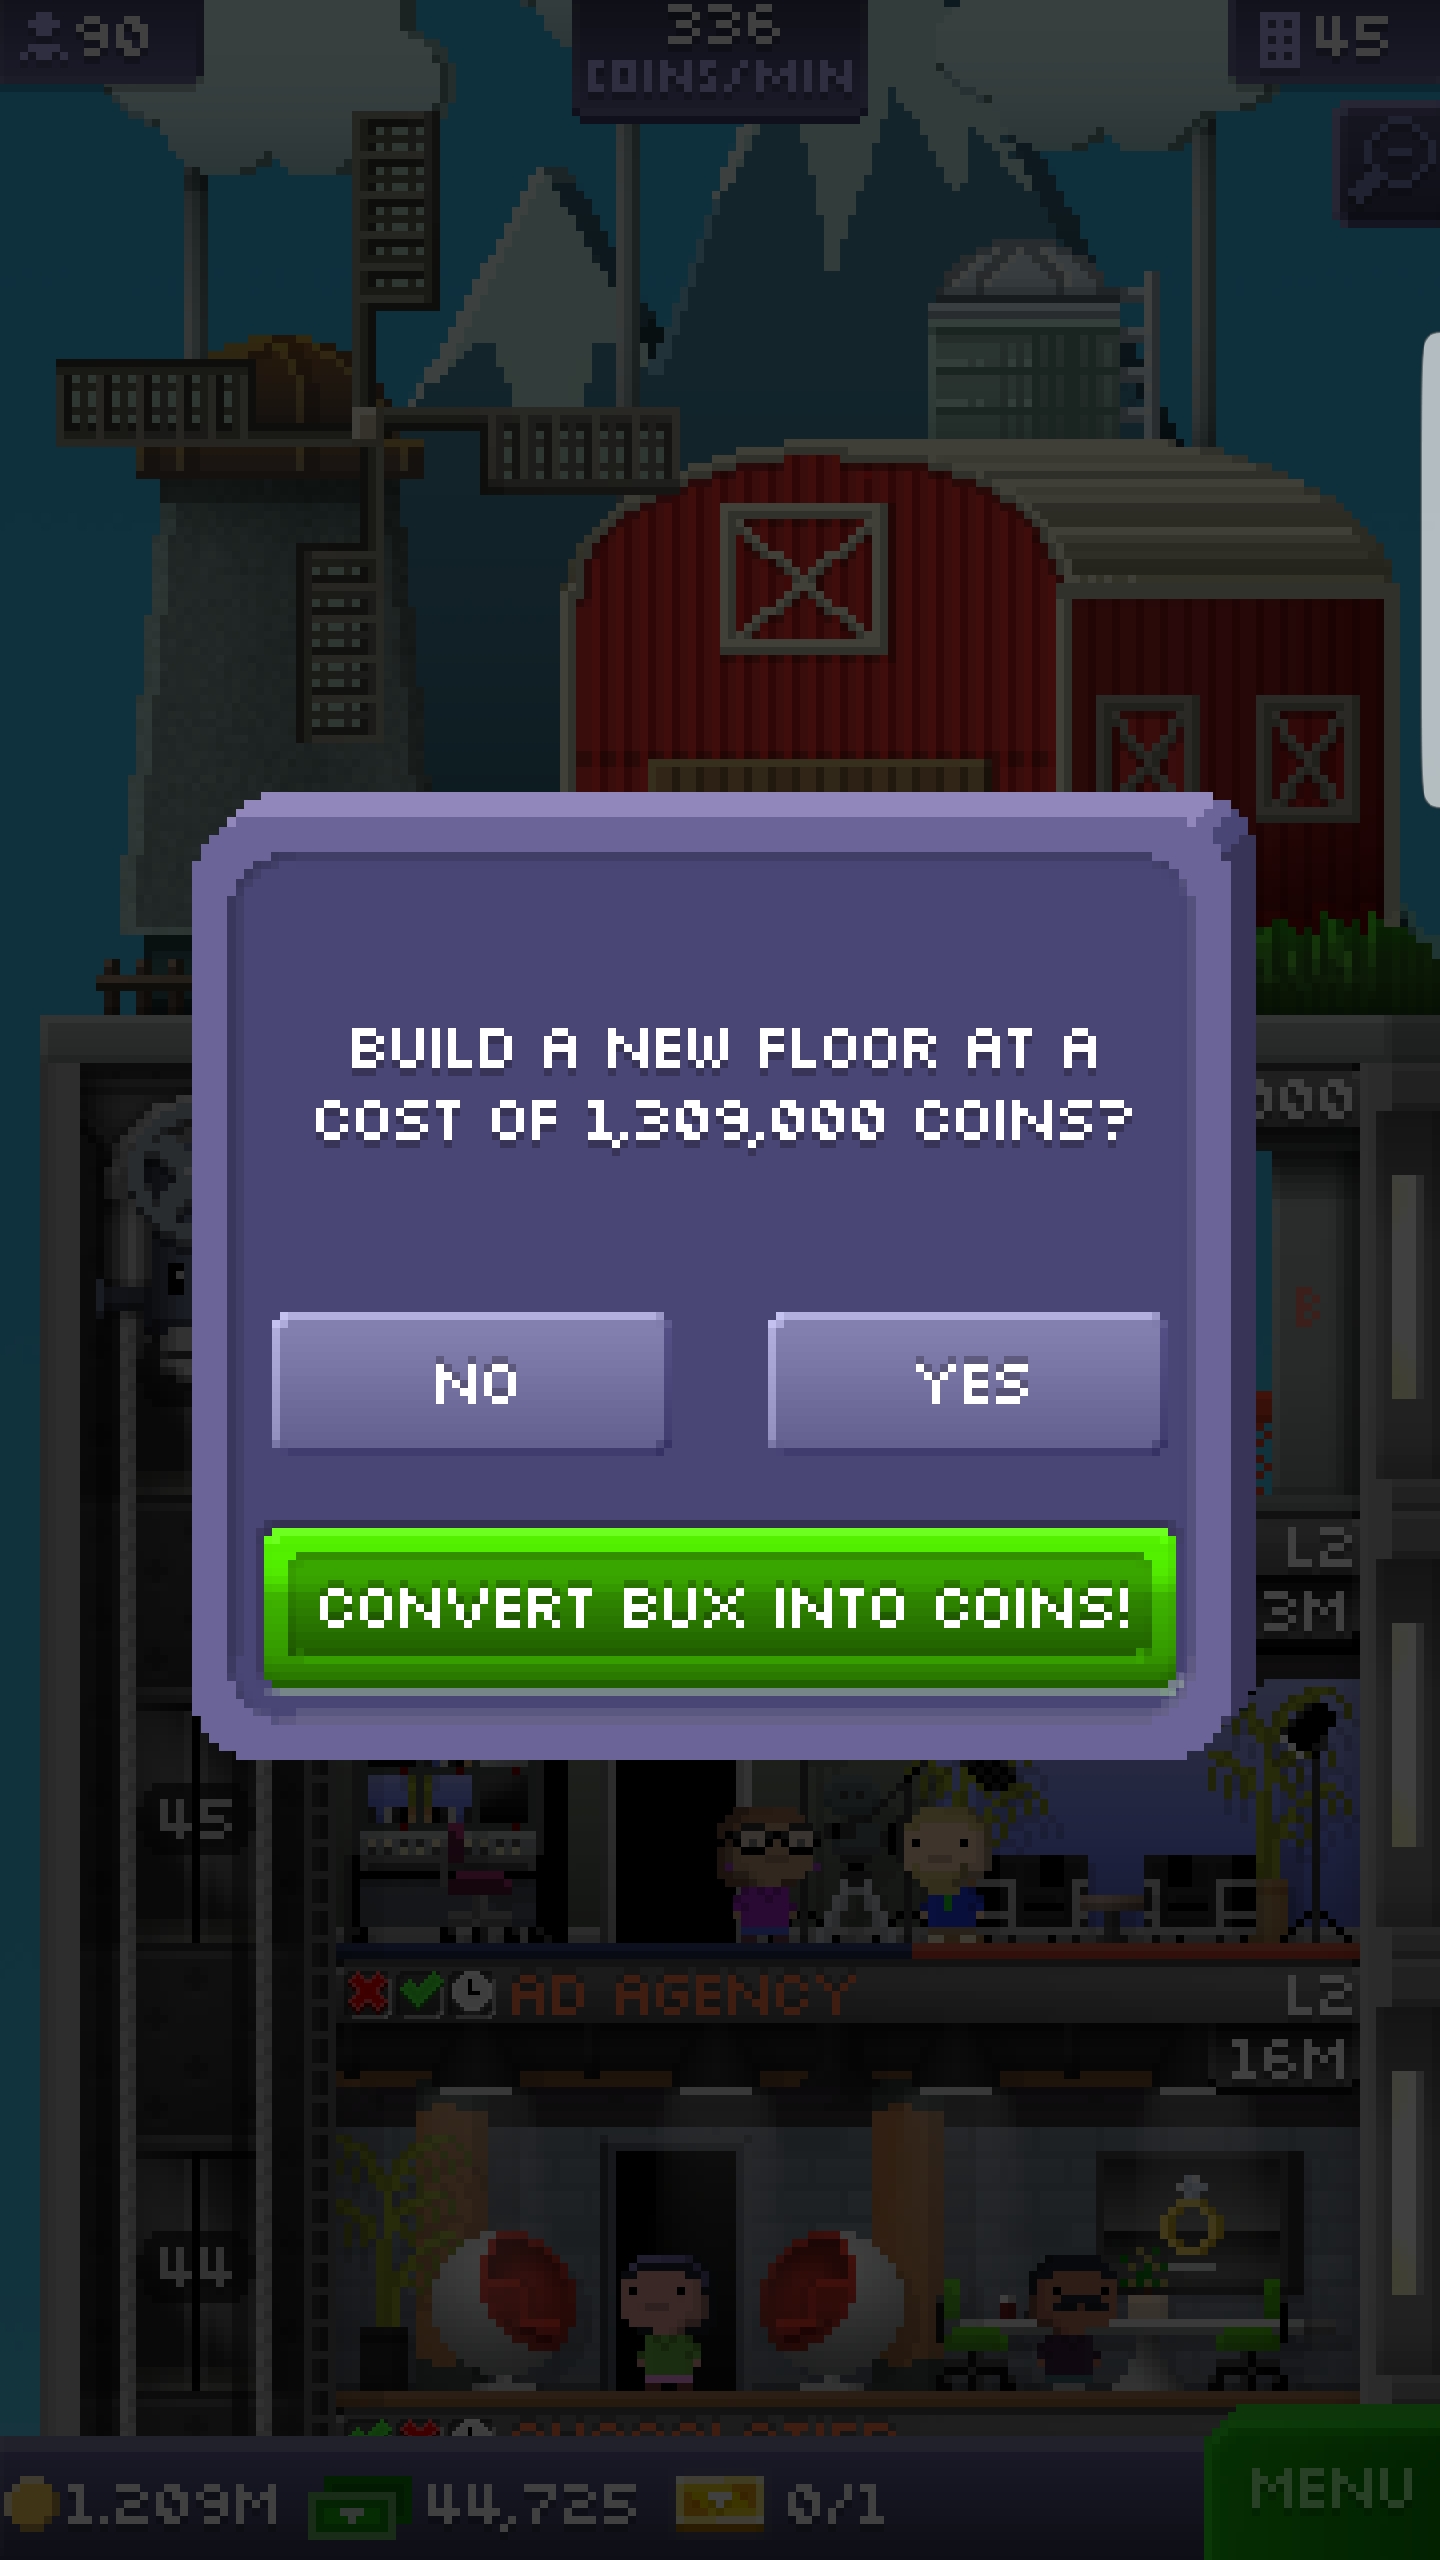 90
336
COINS/MIN
45
BUILD A NEW FLOOR AT A
COST OF 1,309,000 COINS?
NO
YES
CONVERT BUX INTO COINS!
000
B
L2
3M
45
AD AGENCY
L2
16M
44
1.209M
44,725
0/1
MENU